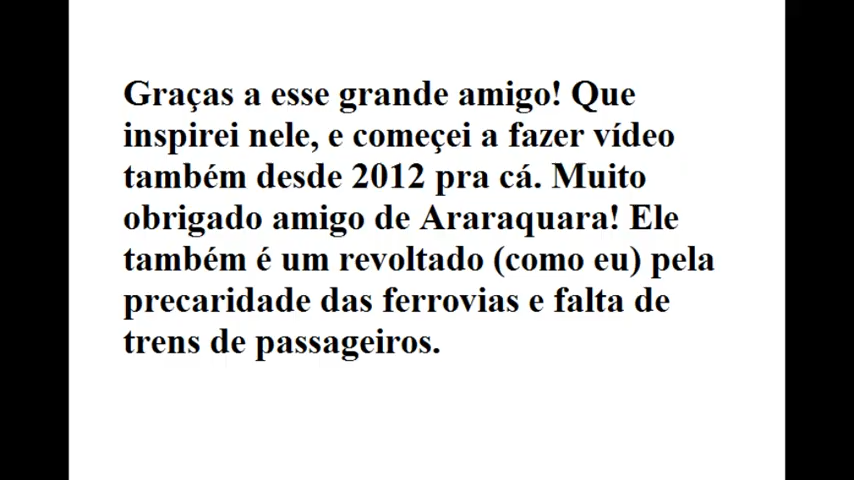 Graças a esse grande amigo! Que
inspirei nele, e começei a fazer vídeo
também desde 2012 pra cá. Muito
obrigado amigo de Araraquara! Ele
também é um revoltado (como eu) pela
precaridade das ferrovias e falta de
trens de passageiros.